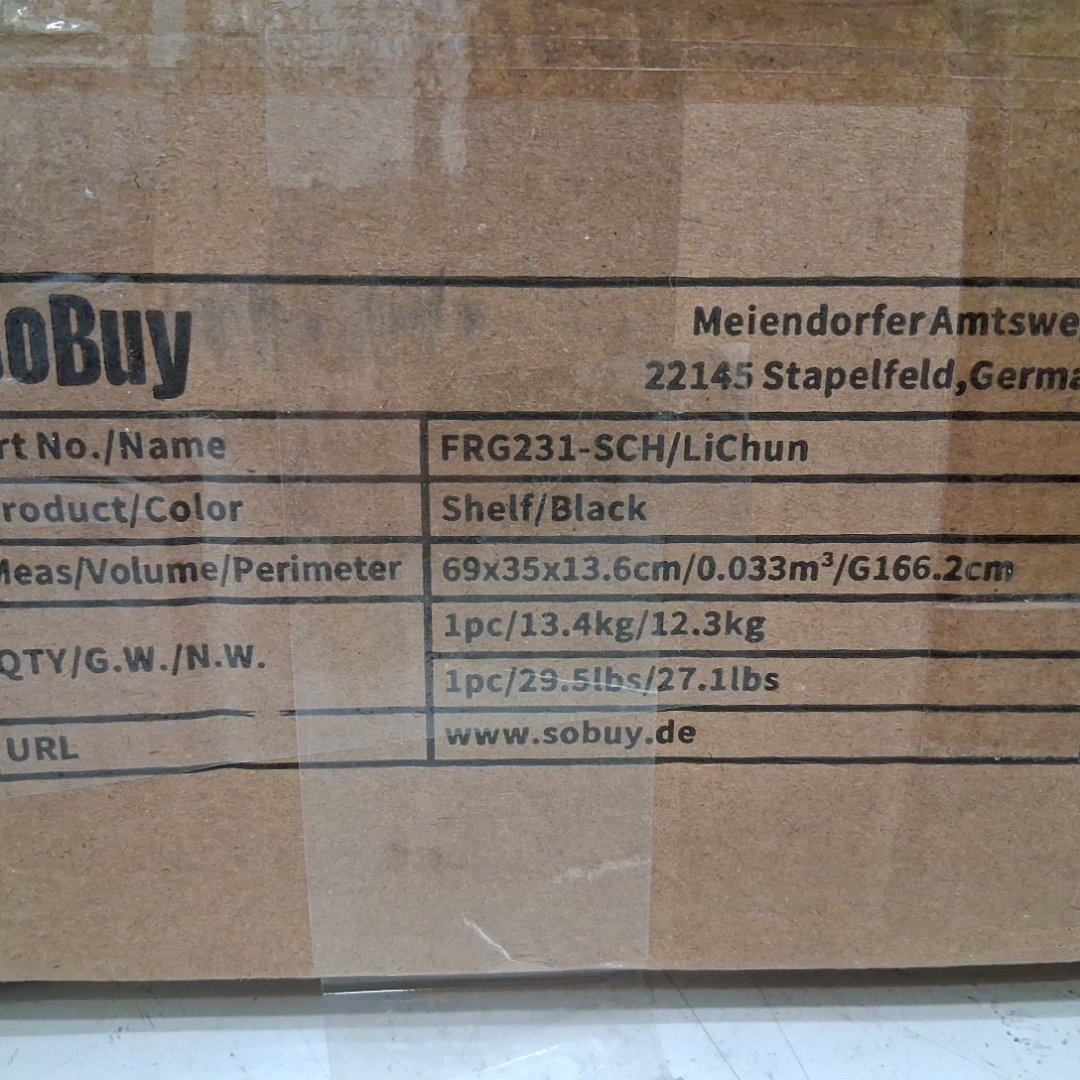 SoBuy
Meiendorfer Amtswe
22145 Stapelfeld,Germa
rt No./Name FRG231-SCH/LiChun
roduct/Color Shelf/Black
Meas/Volume/Perimeter 69x35x13.6cm/0.033m³/G166.2cm
QTY/G.W./N.W. 1pc/13.4kg/12.3kg
1pc/29.5lbs/27.1lbs
URL www.sobuy.de